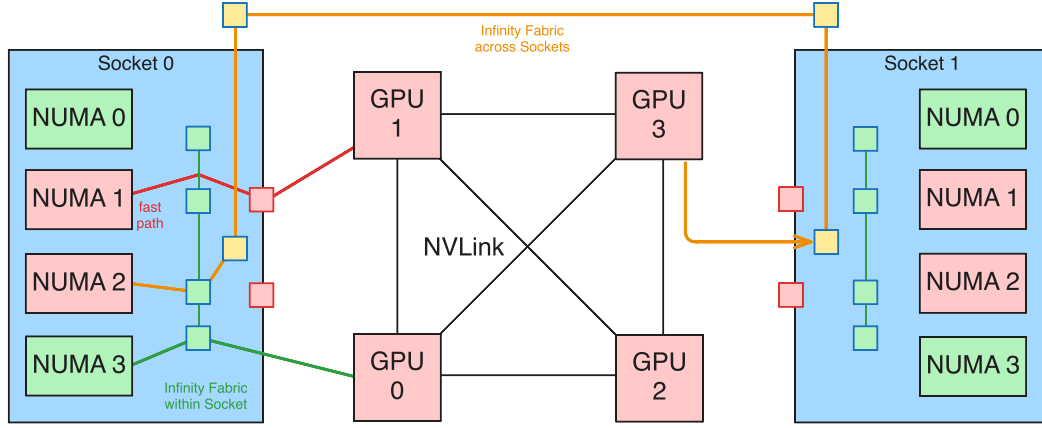 Infinity Fabric
across Sockets
Socket 0
NUMA 0
NUMA 1
fast
path
NUMA 2
NUMA 3
Infinity Fabric
within Socket
GPU
1
GPU
3
NVLink
GPU
0
GPU
2
Socket 1
NUMA 0
NUMA 1
NUMA 2
NUMA 3